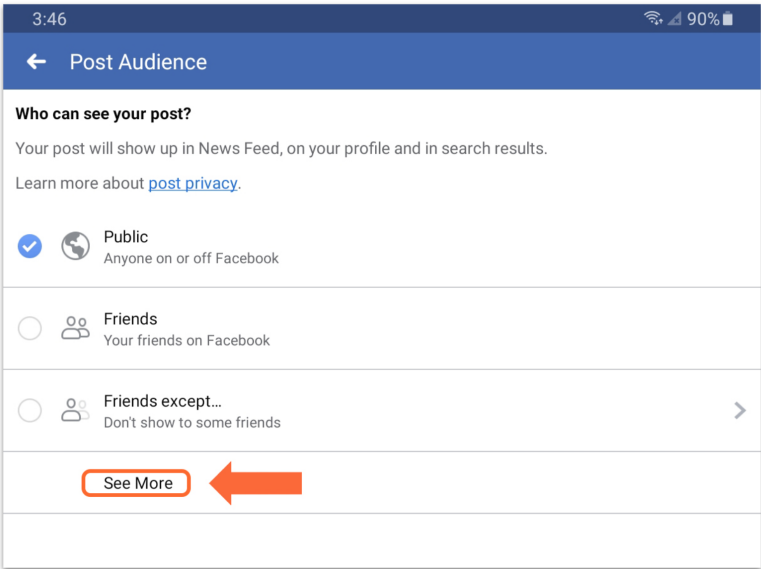 3:46 90%
Post Audience
Who can see your post?
Your post will show up in News Feed, on your profile and in search results.
Learn more about post privacy.
Public
Anyone on or off Facebook
Friends
Your friends on Facebook
Friends except...
Don't show to some friends
See More